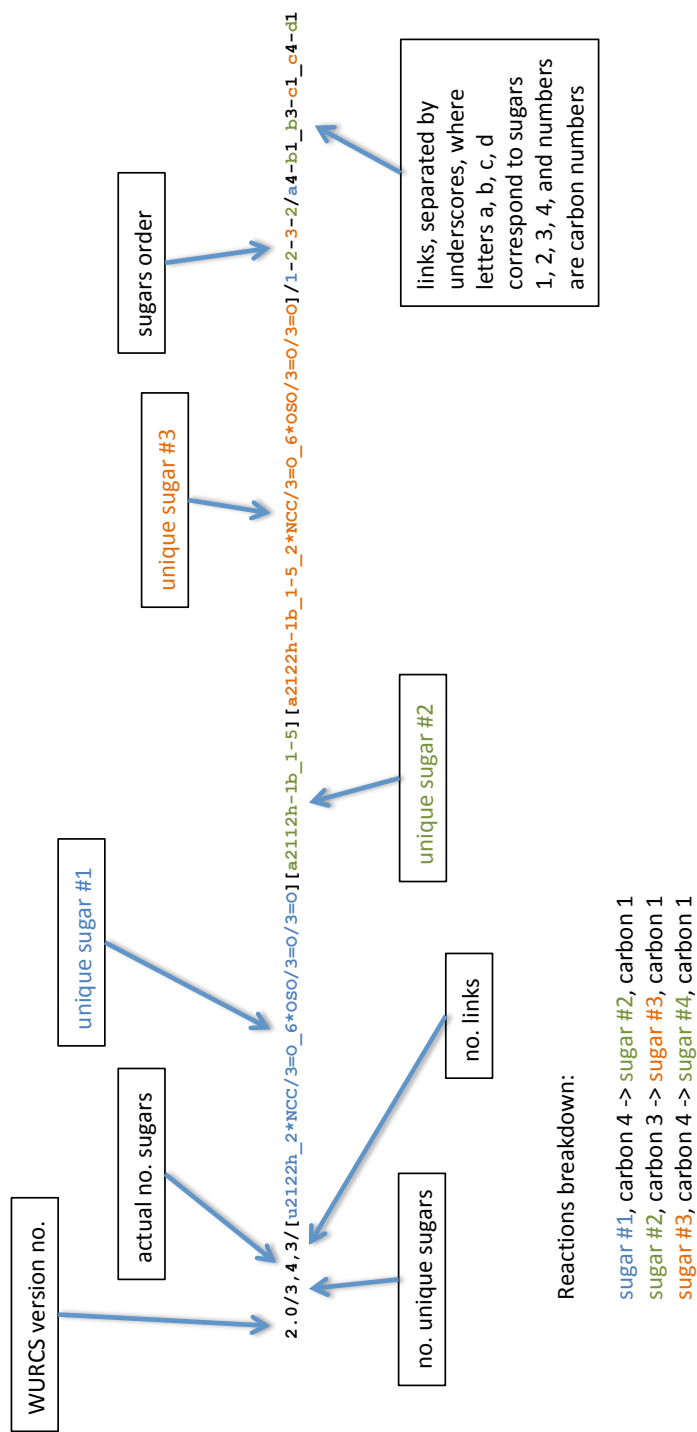 WURCS version no.
actual no. sugars
unique sugar #1
unique sugar #3
sugars order
2.0/3,4,3/[u2122h_2*NCC/3=O_6*OSO/3=O/3=O][a2112h-1b_1-5][a2122h-1b_1-5_2*NCC/3=O_6*OSO/3=O/3=O]/1-2-3-2/a4-b1_b3-c1_c4-d1
no. unique sugars
no. links
unique sugar #2
links, separated by
underscores, where
letters a, b, c, d
correspond to sugars
1, 2, 3, 4, and numbers
are carbon numbers
Reactions breakdown:
sugar #1, carbon 4 -> sugar #2, carbon 1
sugar #2, carbon 3 -> sugar #3, carbon 1
sugar #3, carbon 4 -> sugar #4, carbon 1